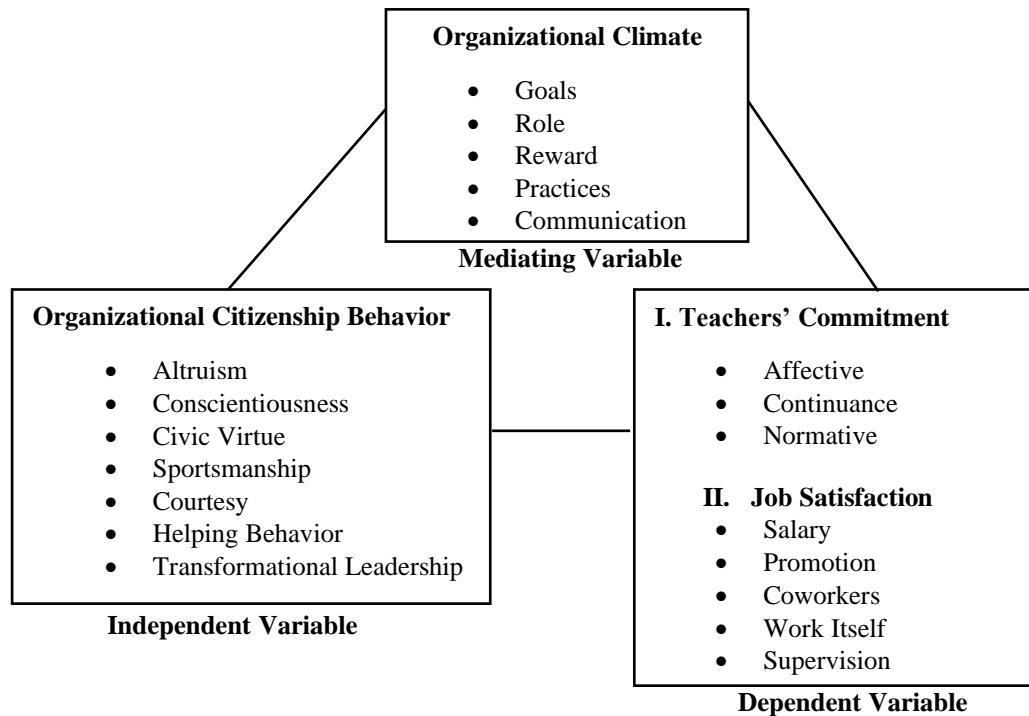 Organizational Climate
• Goals
• Role
• Reward
• Practices
• Communication
Mediating Variable
Organizational Citizenship Behavior
• Altruism
• Conscientiousness
• Civic Virtue
• Sportsmanship
• Courtesy
• Helping Behavior
• Transformational Leadership
Independent Variable
I. Teachers’ Commitment
• Affective
• Continuance
• Normative
II. Job Satisfaction
• Salary
• Promotion
• Coworkers
• Work Itself
• Supervision
Dependent Variable